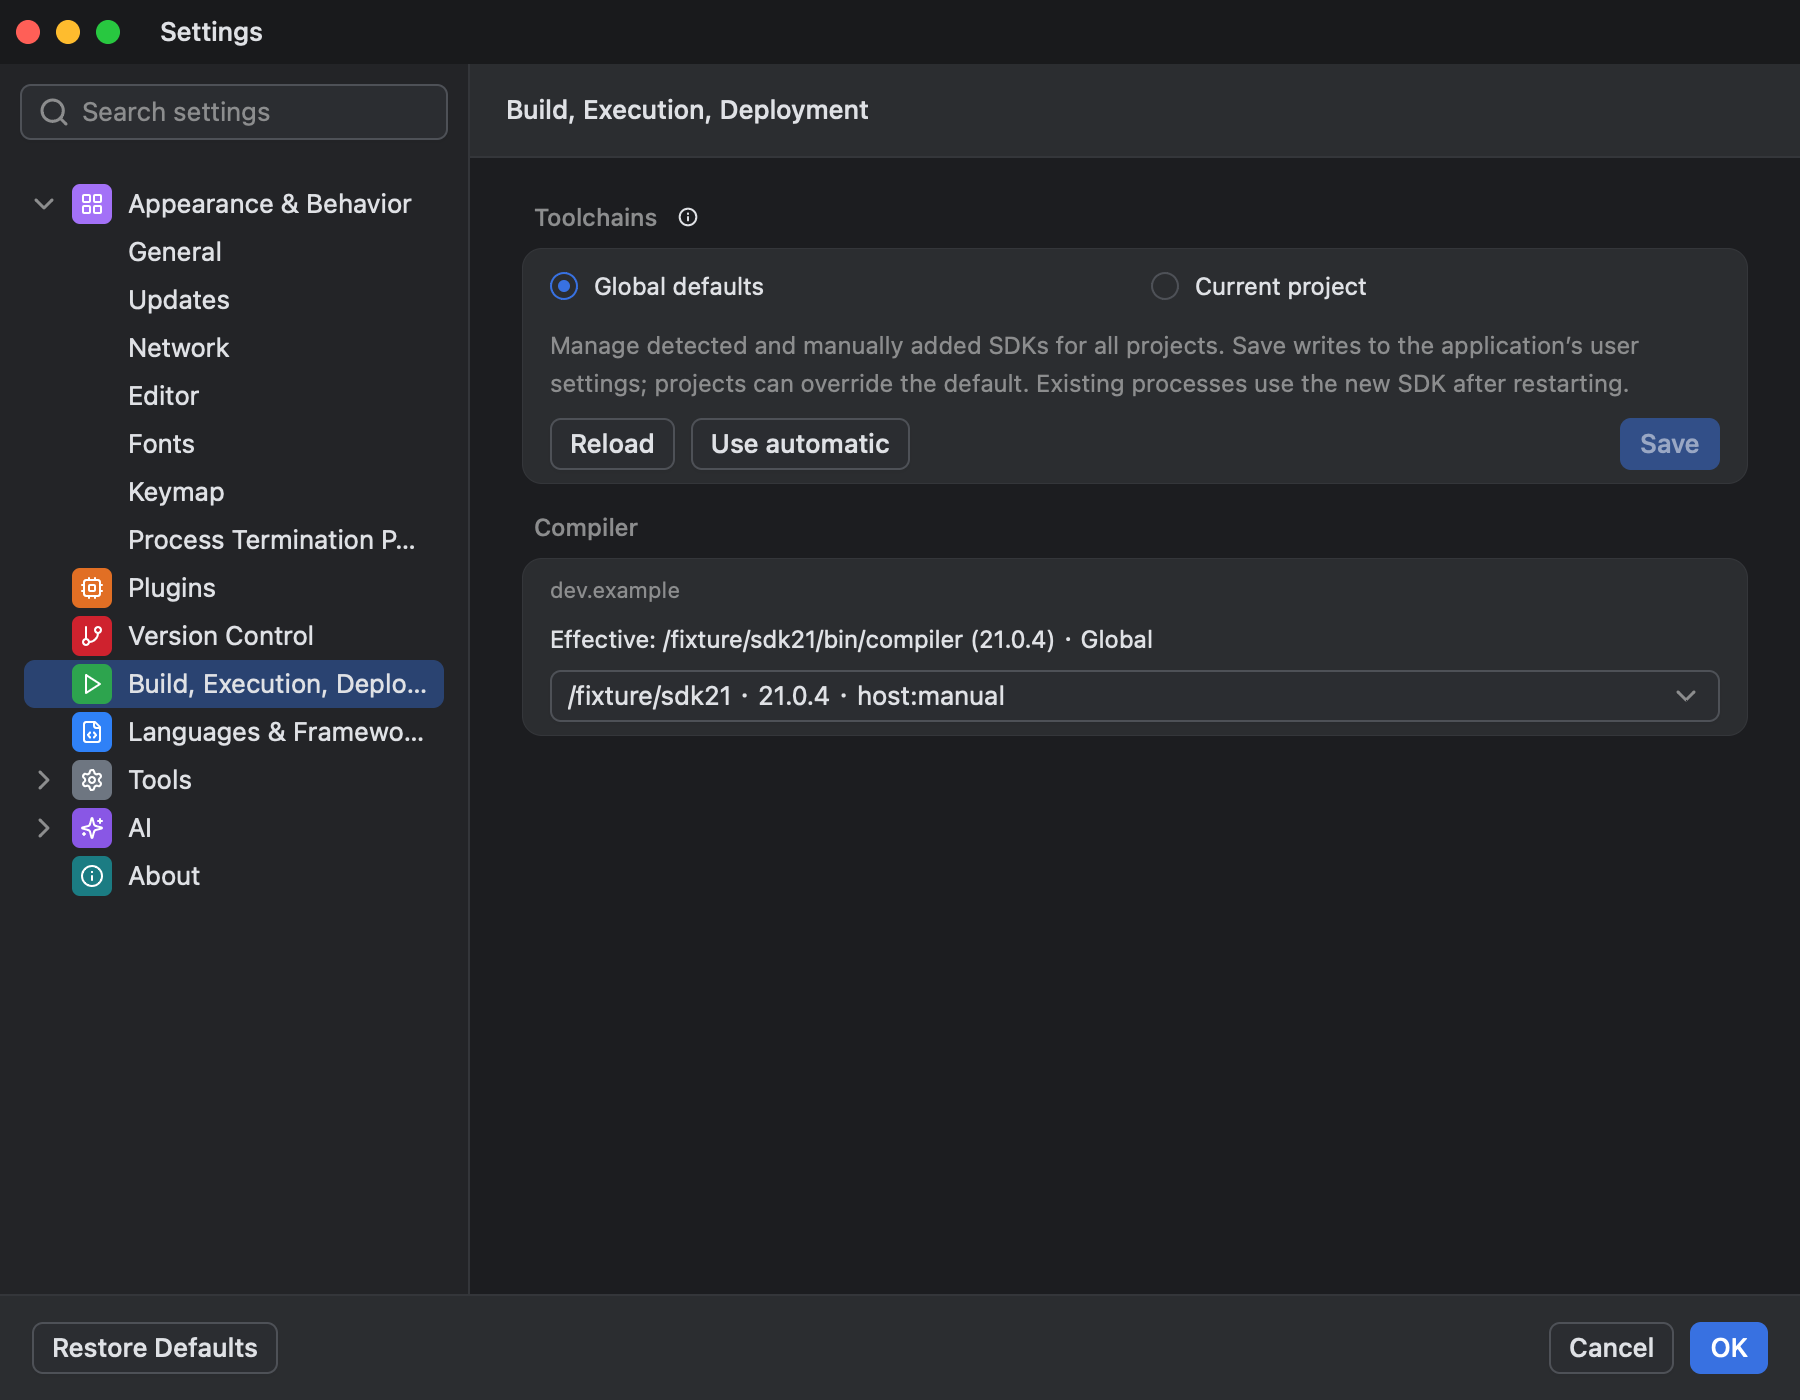 Settings
Search settings
Appearance & Behavior
General
Updates
Network
Editor
Fonts
Keymap
Process Termination P...
Plugins
Version Control
Build, Execution, Deplo...
Languages & Framewo...
Tools
AI
About
Build, Execution, Deployment
Toolchains
Global defaults
Current project
Manage detected and manually added SDKs for all projects. Save writes to the application’s user
settings; projects can override the default. Existing processes use the new SDK after restarting.
Reload
Use automatic
Save
Compiler
dev.example
Effective: /fixture/sdk21/bin/compiler (21.0.4) · Global
/fixture/sdk21 · 21.0.4 · host:manual
Restore Defaults
Cancel
OK